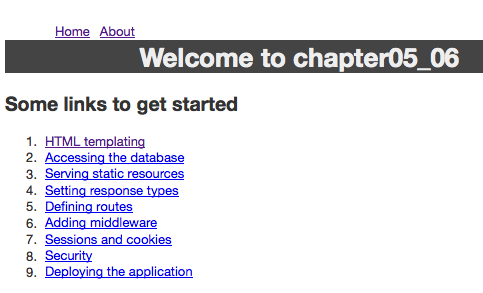 Home About
Welcome to chapter05_06
Some links to get started
1. HTML templating
2. Accessing the database
3. Serving static resources
4. Setting response types
5. Defining routes
6. Adding middleware
7. Sessions and cookies
8. Security
9. Deploying the application